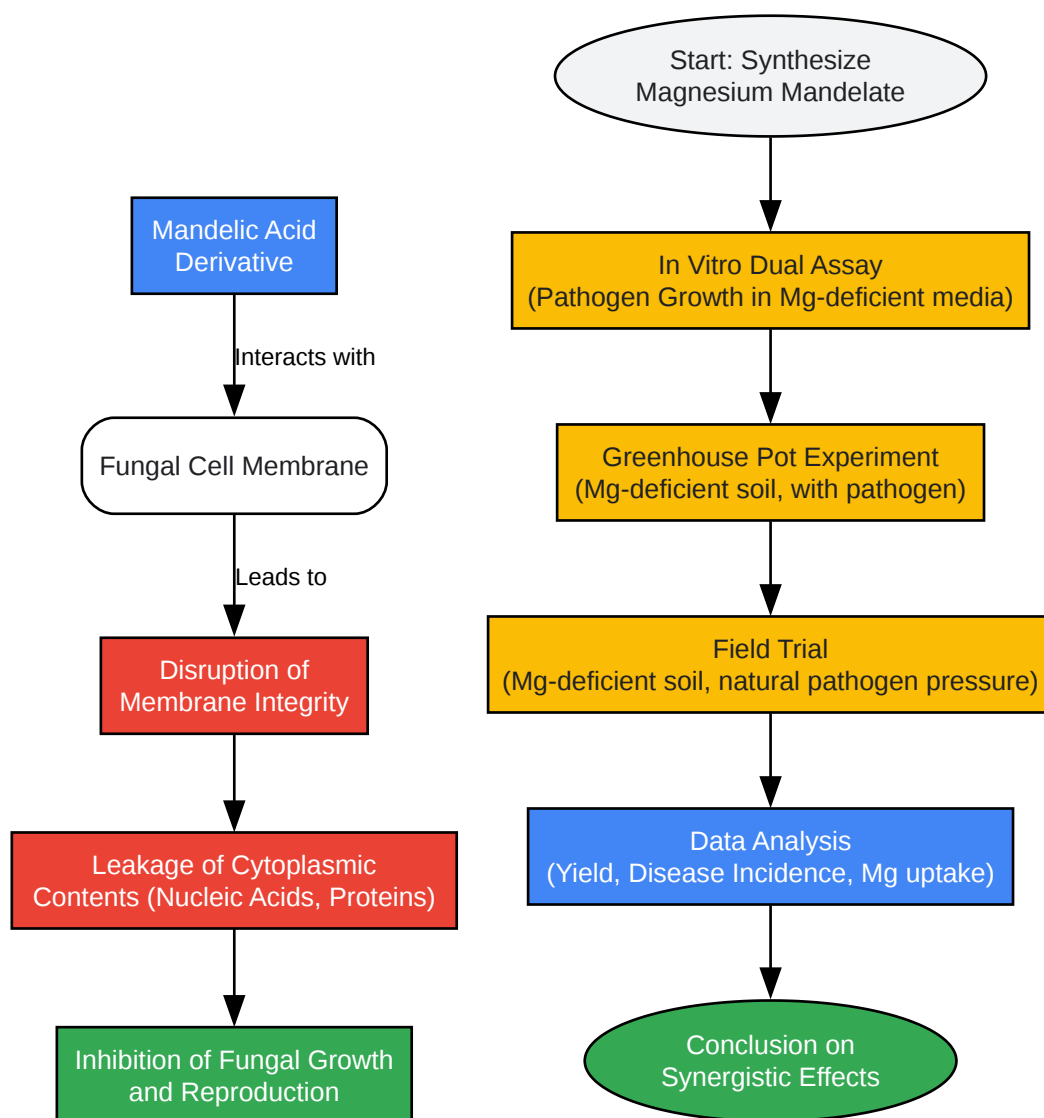 Mandelic Acid
Derivative
Interacts with
Fungal Cell Membrane
Leads to
Disruption of
Membrane Integrity
Leakage of Cytoplasmic
Contents (Nucleic Acids, Proteins)
Inhibition of Fungal Growth
and Reproduction
Start: Synthesize
Magnesium Mandelate
In Vitro Dual Assay
(Pathogen Growth in Mg-deficient media)
Greenhouse Pot Experiment
(Mg-deficient soil, with pathogen)
Field Trial
(Mg-deficient soil, natural pathogen pressure)
Data Analysis
(Yield, Disease Incidence, Mg uptake)
Conclusion on
Synergistic Effects